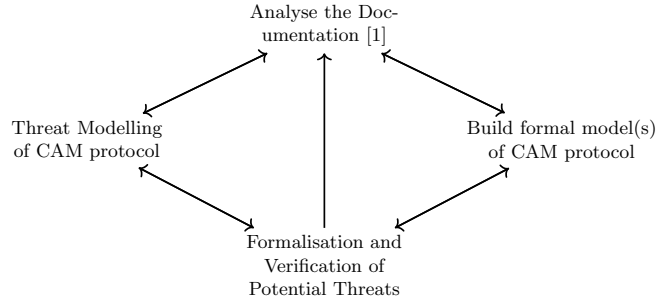 Analyse the Doc-
umentation [1]
Threat Modelling
of CAM protocol
Build formal model(s)
of CAM protocol
Formalisation and
Verification of
Potential Threats